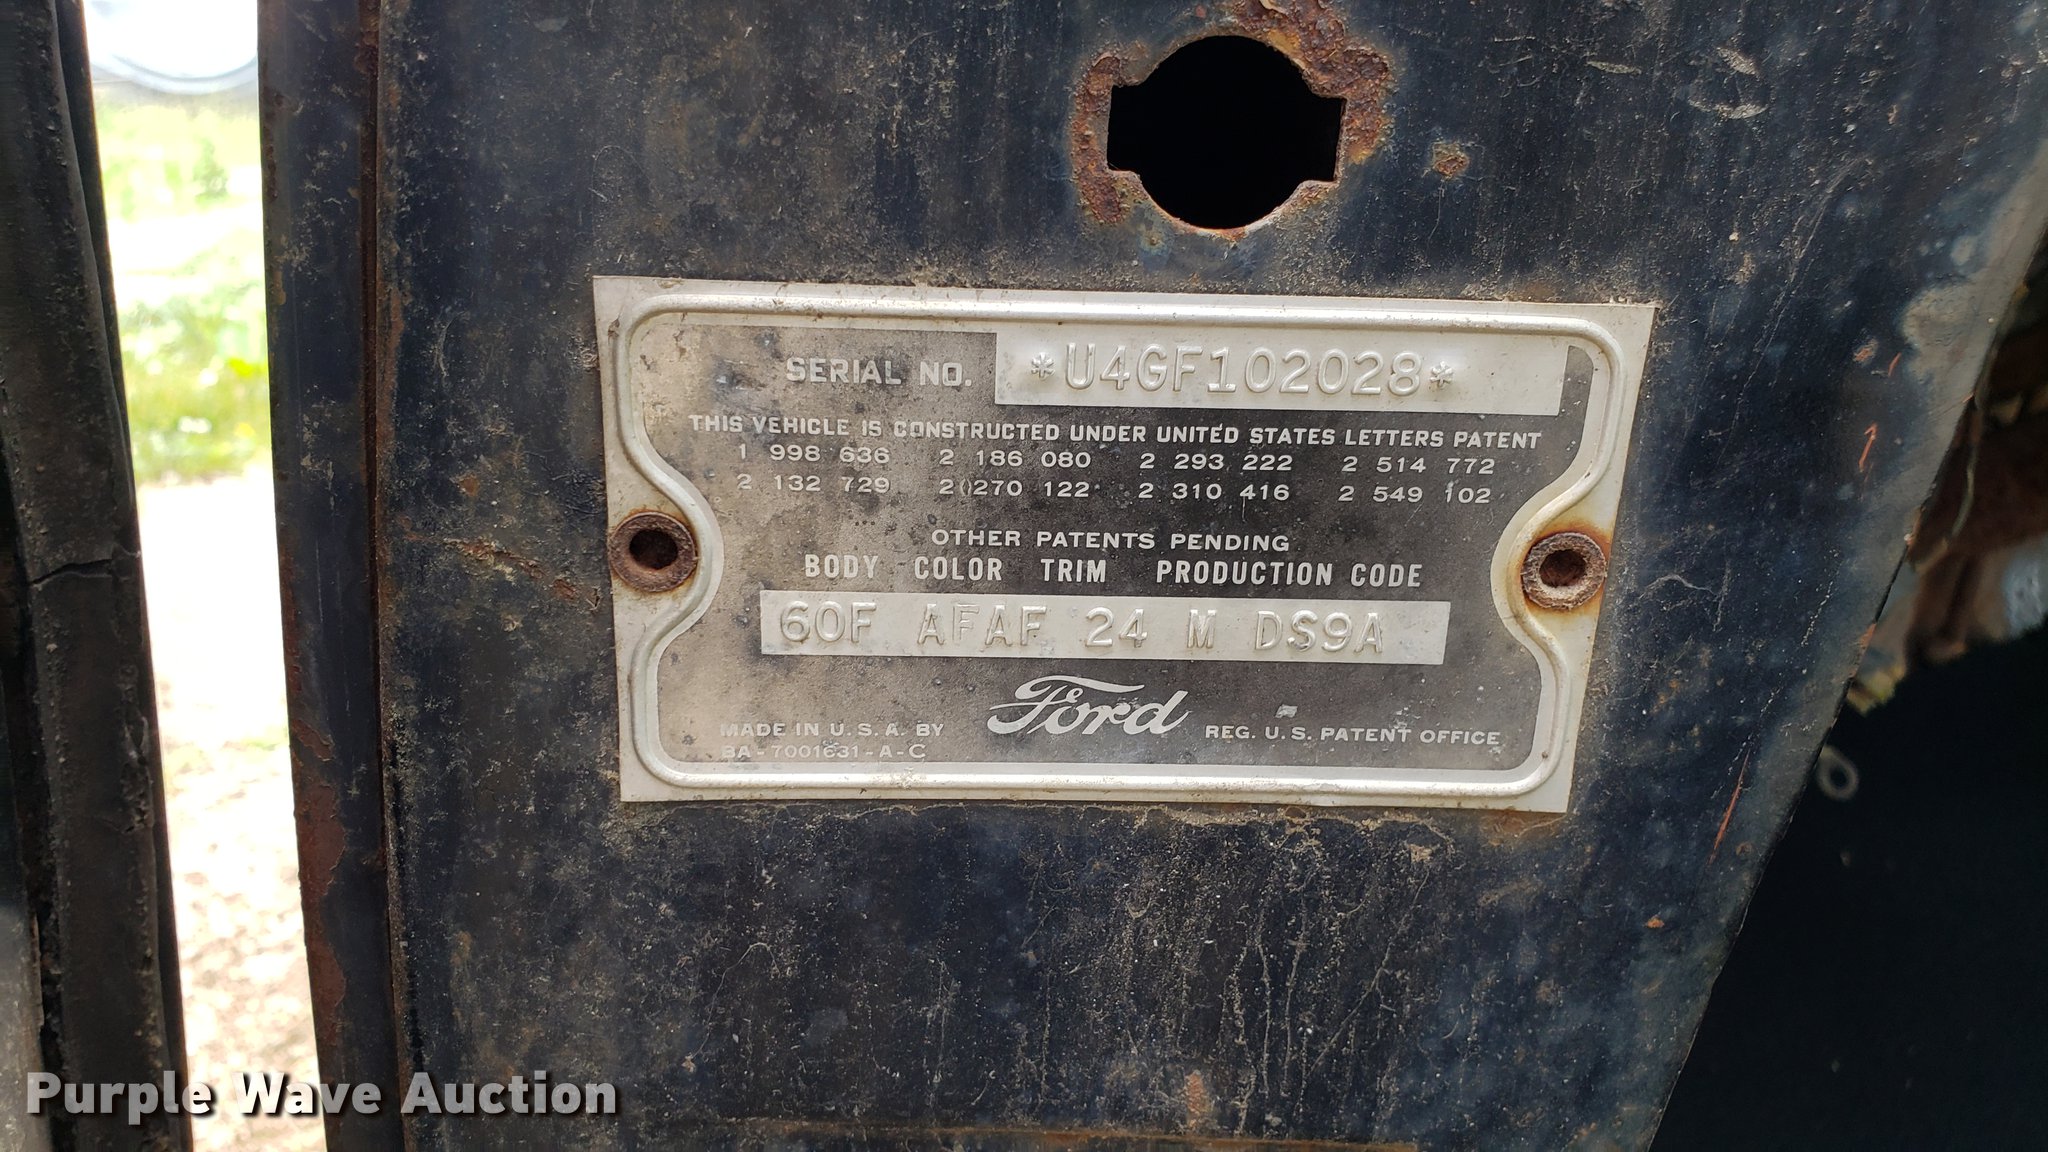 SERIAL NO. *U4GF102028*
THIS VEHICLE IS CONSTRUCTED UNDER UNITED STATES LETTERS PATENT
1 998 636 2 186 080 2 293 222 2 514 772
2 132 729 2 270 122 2 310 416 2 549 102
OTHER PATENTS PENDING
BODY COLOR TRIM PRODUCTION CODE
60F AFAF 24 M DS9A
MADE IN U.S.A. BY Ford REG. U.S. PATENT OFFICE
BA-7001631-A-C
Purple Wave Auction